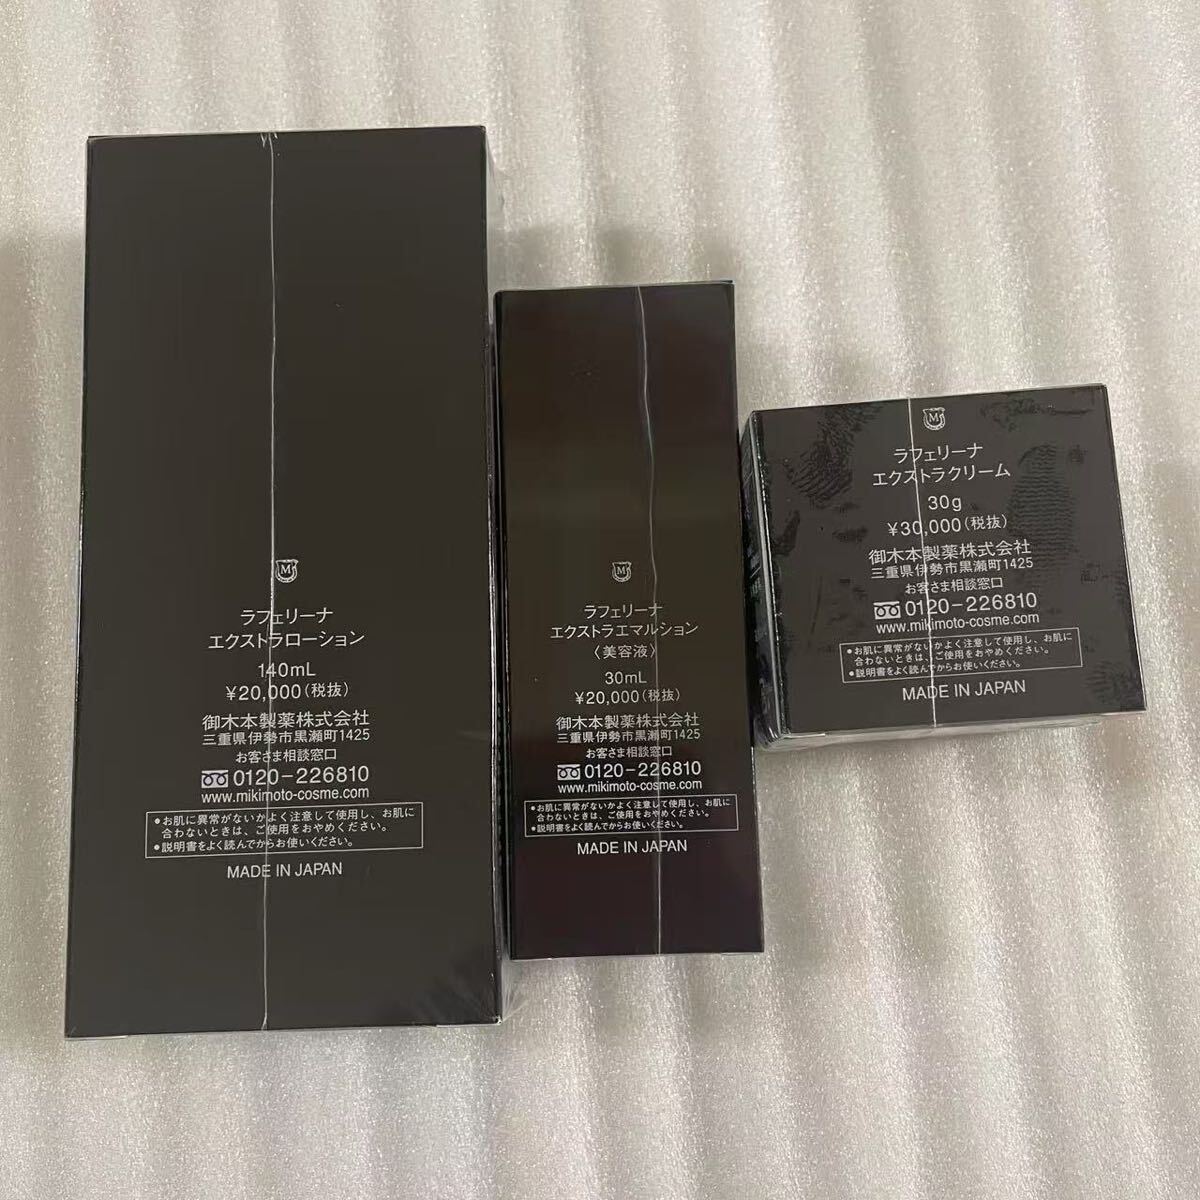 M
ラフェリーナ
エクストラローション
140mL
¥20,000(税抜)
御木本製薬株式会社
三重県伊勢市黒瀬町1425
お客さま相談窓口
0120-226810
www.mikimoto-cosme.com
●お肌に異常がないかよく注意して使用し、お肌に
合わないときは、ご使用をおやめください。
●説明書をよく読んでからお使いください。
MADE IN JAPAN
M
ラフェリーナ
エクストラエマルション
〈美容液〉
30mL
¥20,000(税抜)
御木本製薬株式会社
三重県伊勢市黒瀬町1425
お客さま相談窓口
0120-226810
www.mikimoto-cosme.com
●お肌に異常がないかよく注意して使用し、お肌に
合わないときは、ご使用をおやめください。
●説明書をよく読んでからお使いください。
MADE IN JAPAN
M
ラフェリーナ
エクストラクリーム
30g
¥30,000(税抜)
御木本製薬株式会社
三重県伊勢市黒瀬町1425
お客さま相談窓口
0120-226810
www.mikimoto-cosme.com
●お肌に異常がないかよく注意して使用し、お肌に
合わないときは、ご使用をおやめください。
●説明書をよく読んでからお使いください。
MADE IN JAPAN